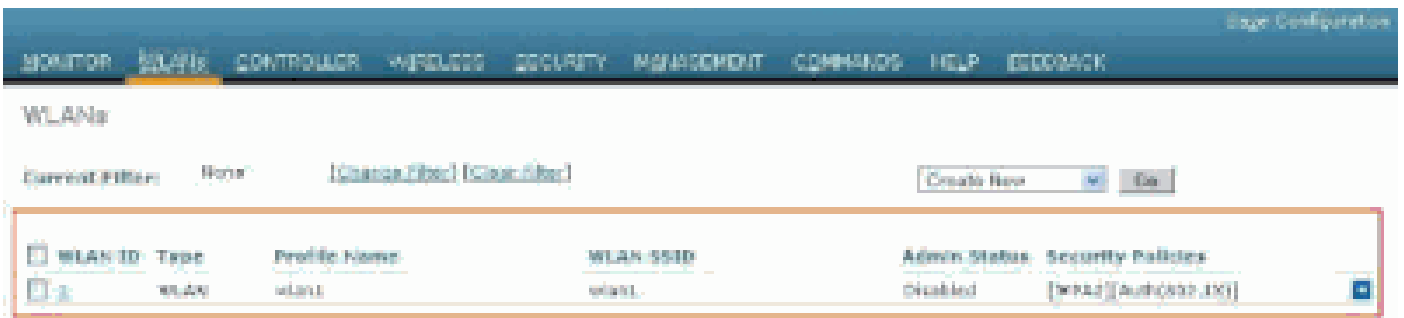 Save Configuration
MONITOR WLANs CONTROLLER WIRELESS SECURITY MANAGEMENT COMMANDS HELP FEEDBACK
WLANs
Current Filter: None [Change Filter] [Clear Filter] Create New Go
WLAN ID Type Profile Name WLAN SSID Admin Status Security Policies
WLAN wlan1 wlan1 Disabled [WPA2][Auth(802.1X)]